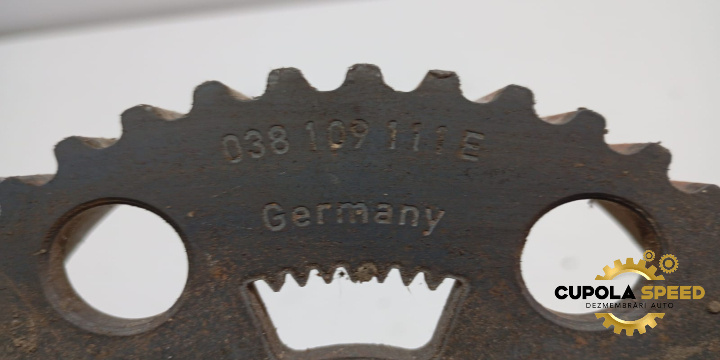 038 109 111 E
Germany
CUPOLA SPEED
DEZMEMBRĂRI AUTO